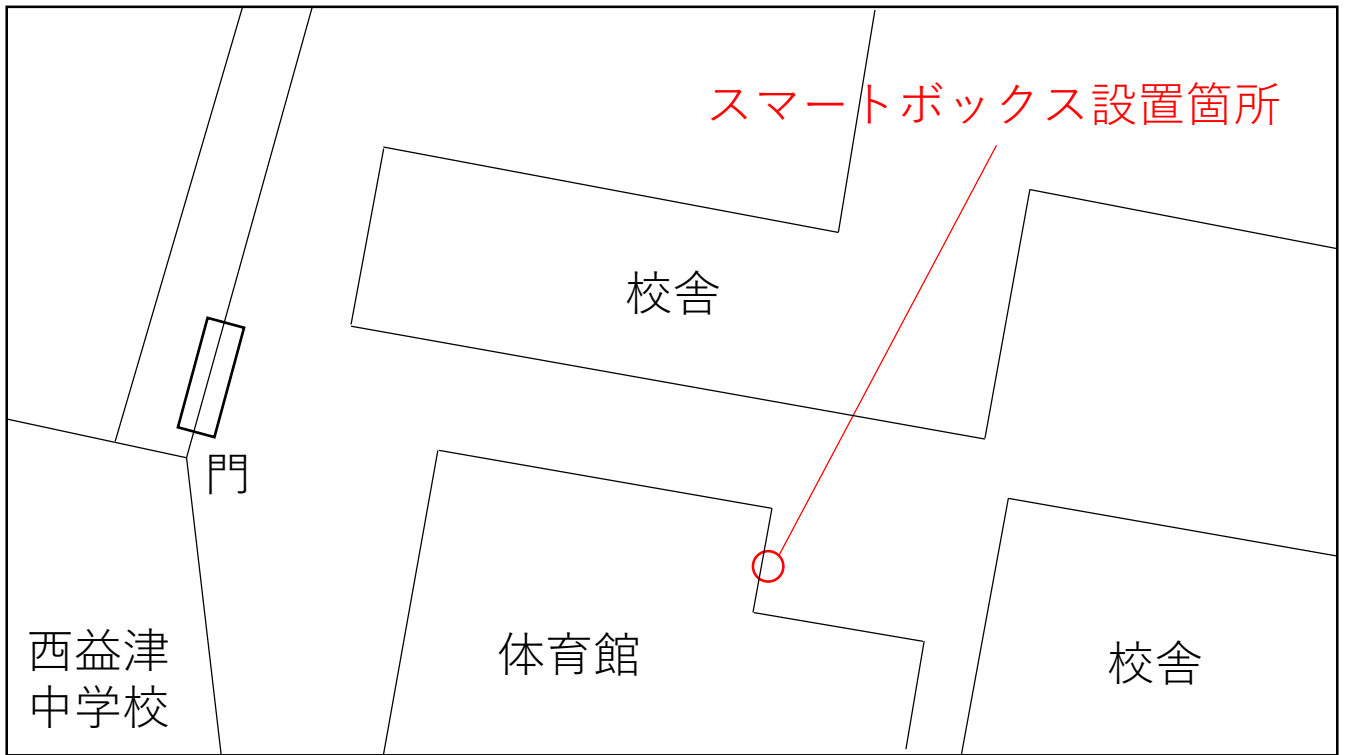 スマートボックス設置箇所
校舎
門
西益津
中学校
体育館
校舎